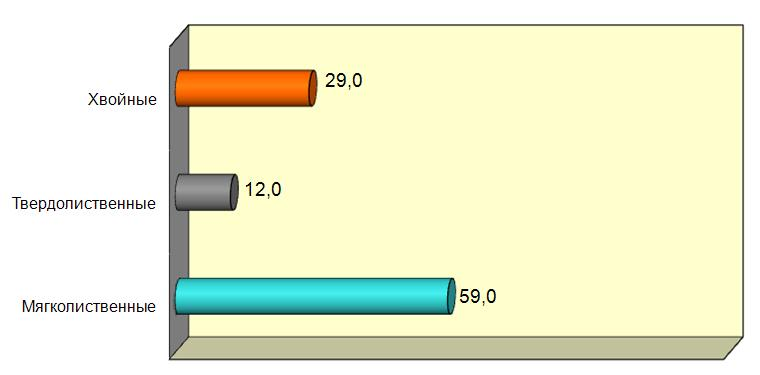 Хвойные 29,0
Твердолиственные 12,0
Мягколиственные 59,0